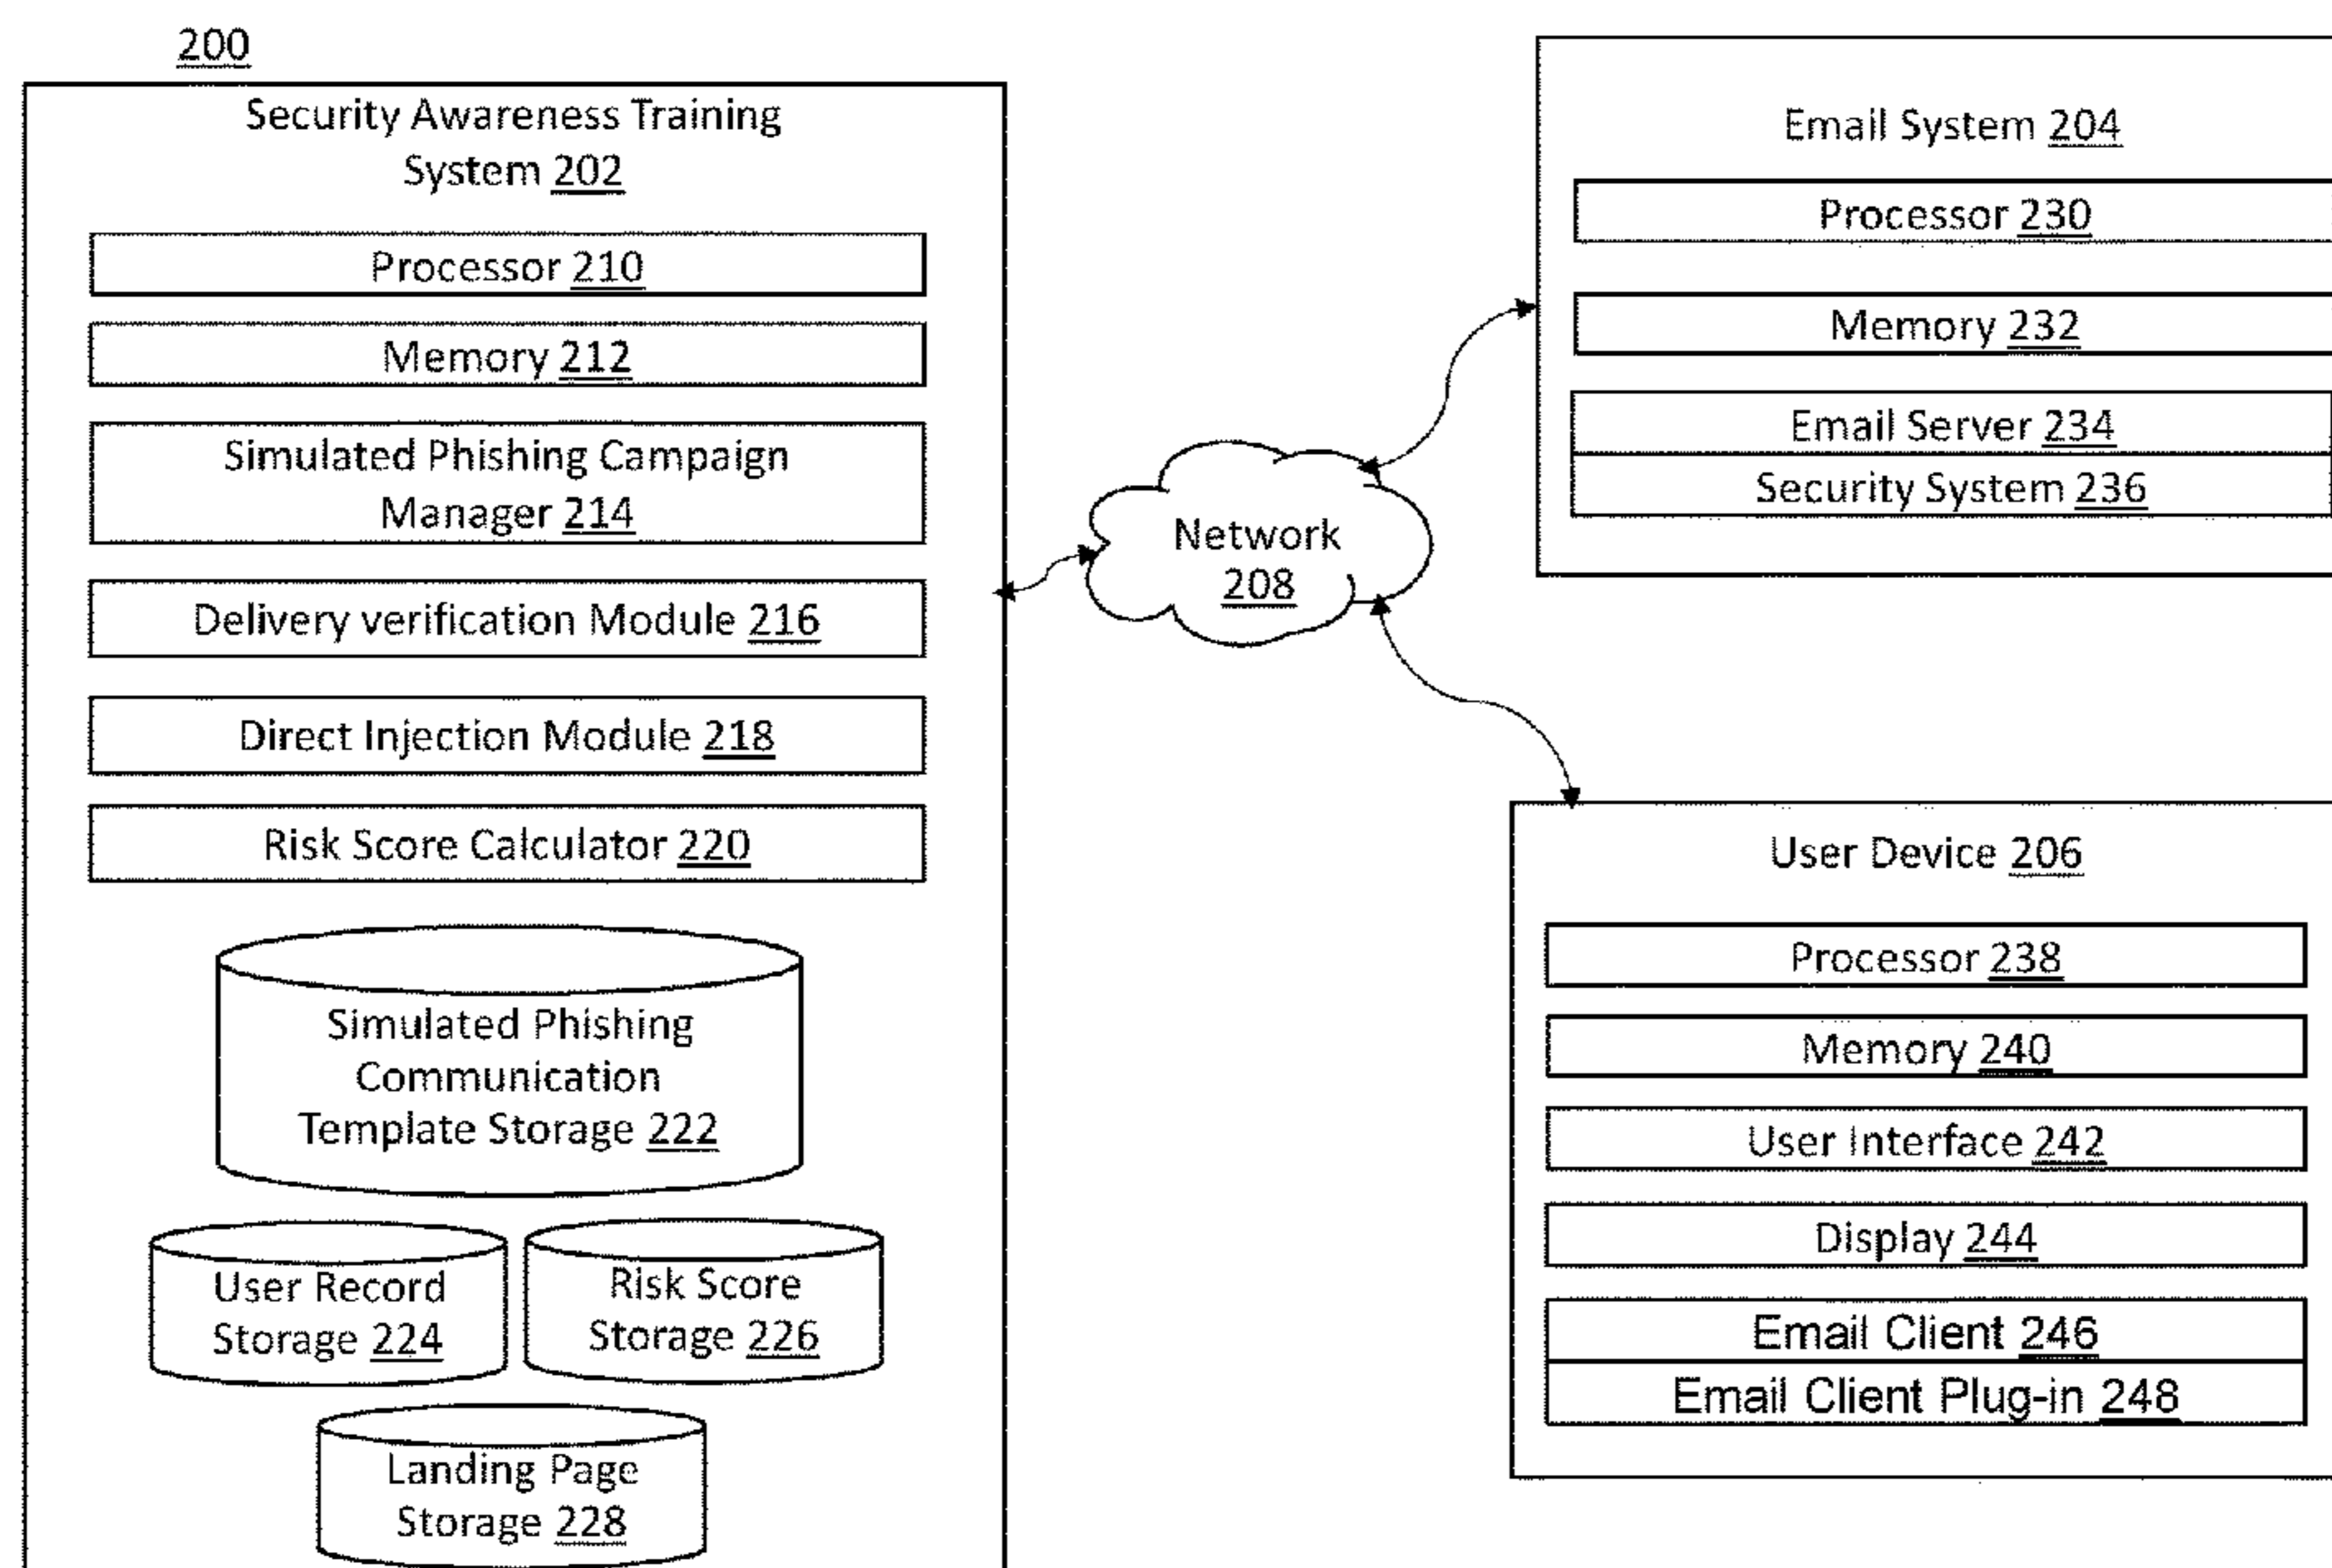 200
Security Awareness Training
System 202
Processor 210
Memory 212
Simulated Phishing Campaign
Manager 214
Delivery verification Module 216
Direct Injection Module 218
Risk Score Calculator 220
Simulated Phishing
Communication
Template Storage 222
User Record
Storage 224
Risk Score
Storage 226
Landing Page
Storage 228
Network
208
Email System 204
Processor 230
Memory 232
Email Server 234
Security System 236
User Device 206
Processor 238
Memory 240
User Interface 242
Display 244
Email Client 246
Email Client Plug-in 248